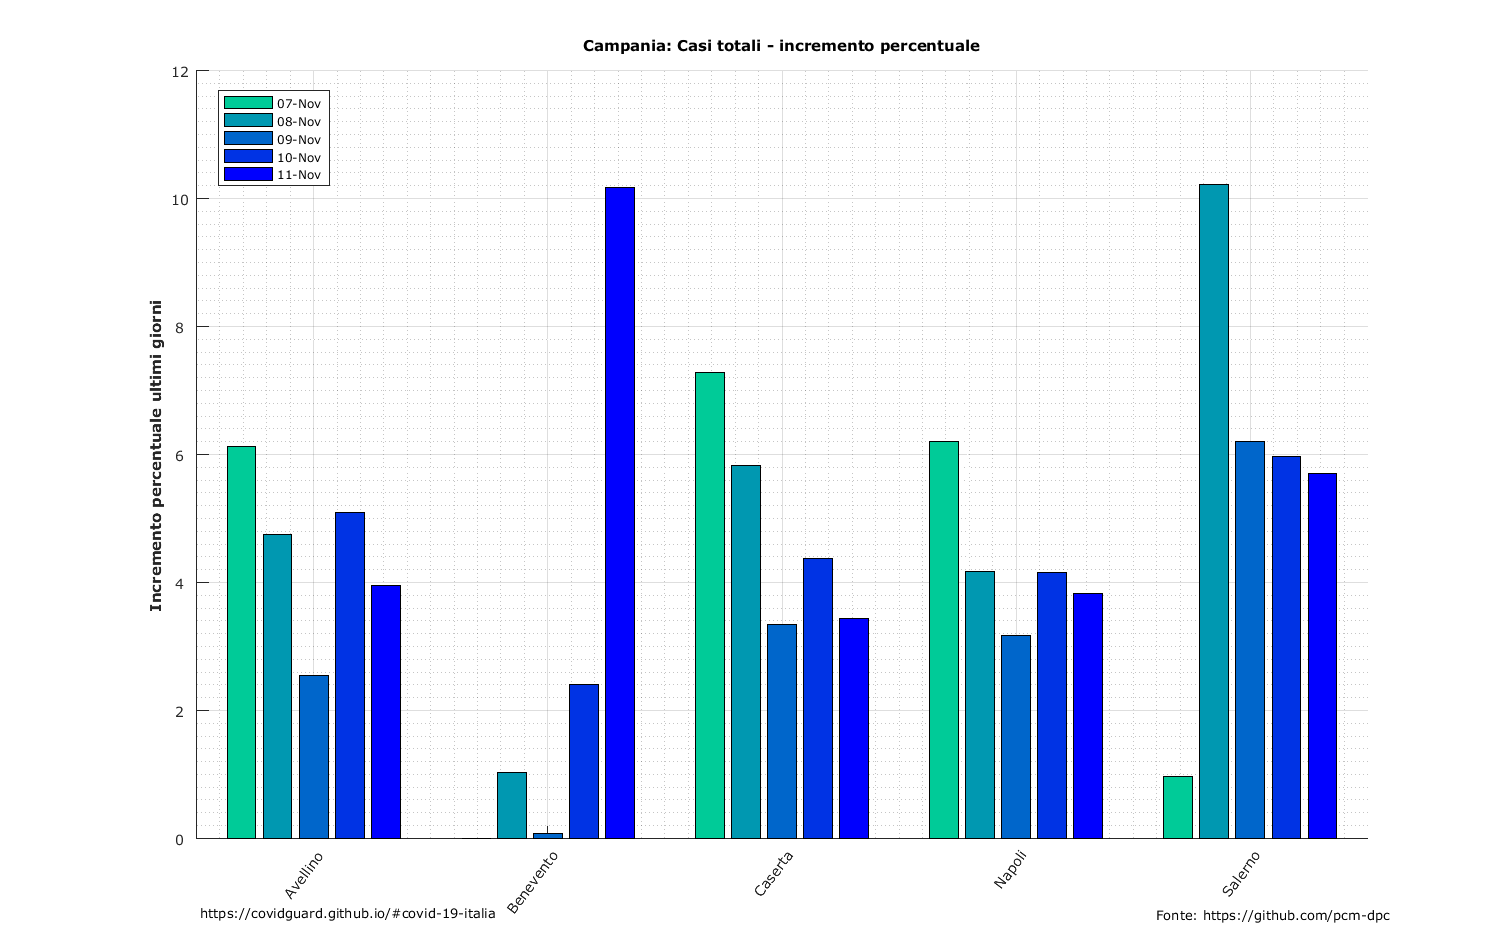 Campania: Casi totali - incremento percentuale
12
10
8
6
4
2
0
Incremento percentuale ultimi giorni
07-Nov
08-Nov
09-Nov
10-Nov
11-Nov
Avellino
Benevento
Caserta
Napoli
Salerno
https://covidguard.github.io/#covid-19-italia
Fonte: https://github.com/pcm-dpc